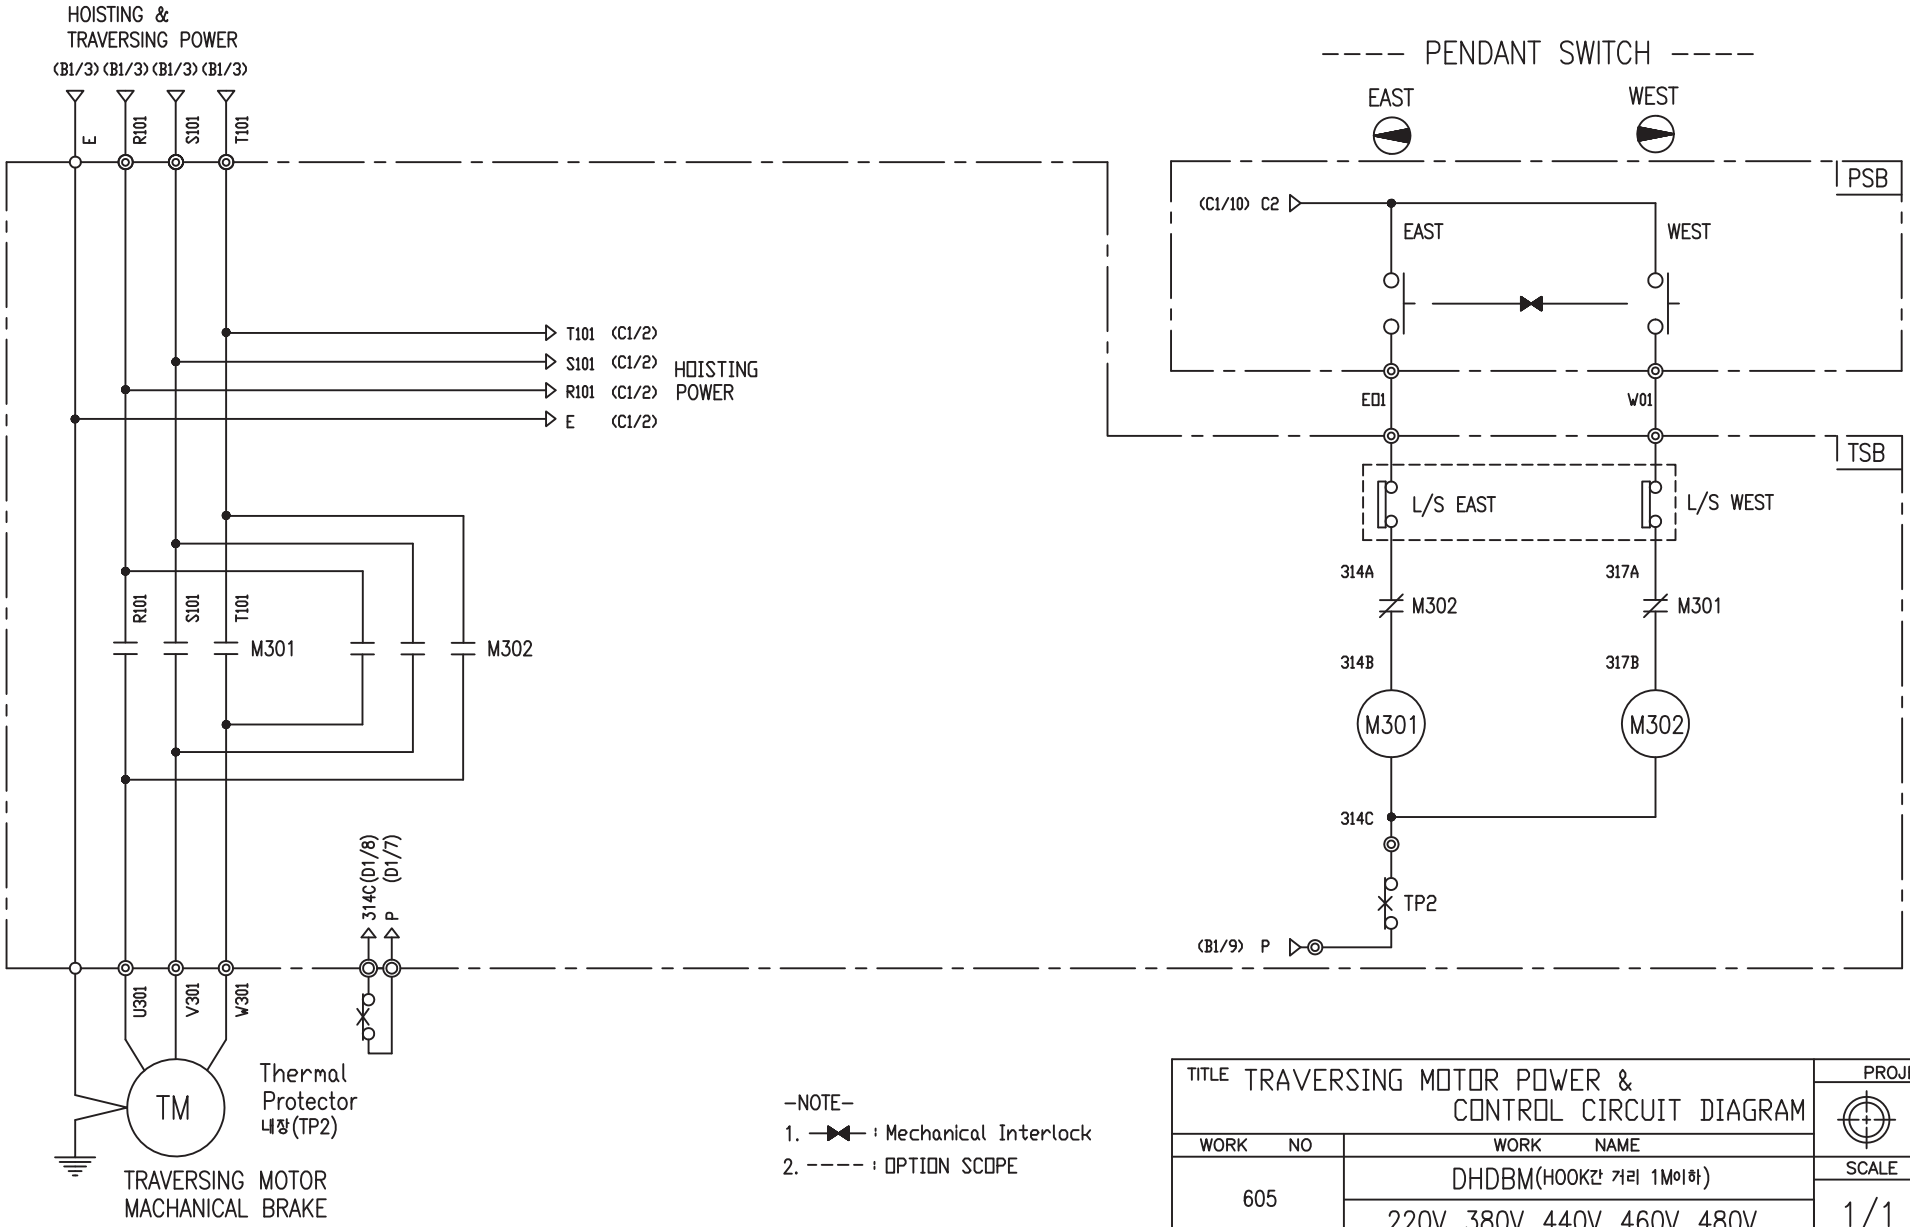 HOISTING &
TRAVERSING POWER
(B1/3) (B1/3) (B1/3) (B1/3)
E
R101
S101
T101
T101 (C1/2)
S101 (C1/2)
R101 (C1/2)
E (C1/2)
HOISTING
POWER
R101
S101
T101
M301
M302
314C(D1/8)
P (D1/7)
U301
V301
W301
TM
Thermal
Protector
내장(TP2)
TRAVERSING MOTOR
MACHANICAL BRAKE
---- PENDANT SWITCH ----
EAST
WEST
PSB
(C1/10) C2
EAST
WEST
E01
W01
TSB
L/S EAST
L/S WEST
314A
317A
M302
M301
314B
317B
M301
M302
314C
TP2
(B1/9) P
-NOTE-
1. : Mechanical Interlock
2. ---- : OPTION SCOPE
TITLE TRAVERSING MOTOR POWER &
CONTROL CIRCUIT DIAGRAM
PROJE
WORK NO
WORK NAME
605
DHDBM(HOOK간 거리 1M이하)
220V 380V 440V 460V 480V
SCALE
1/1